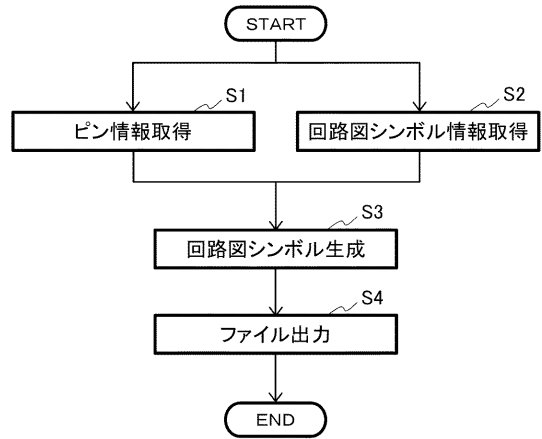 START
S1
S2
ピン情報取得
回路図シンボル情報取得
S3
回路図シンボル生成
S4
ファイル出力
END